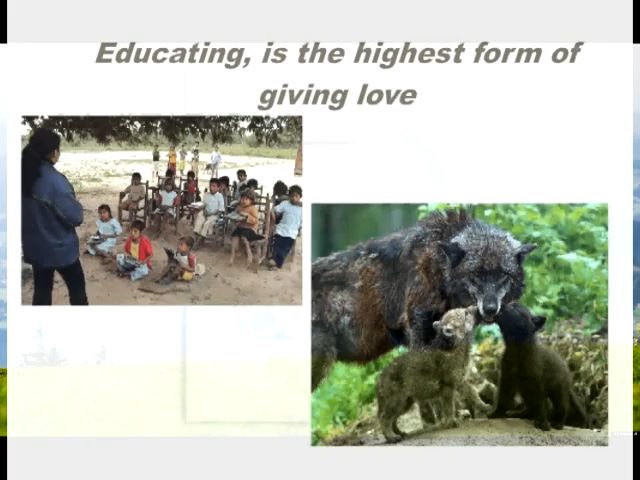 Educating, is the highest form of
giving love